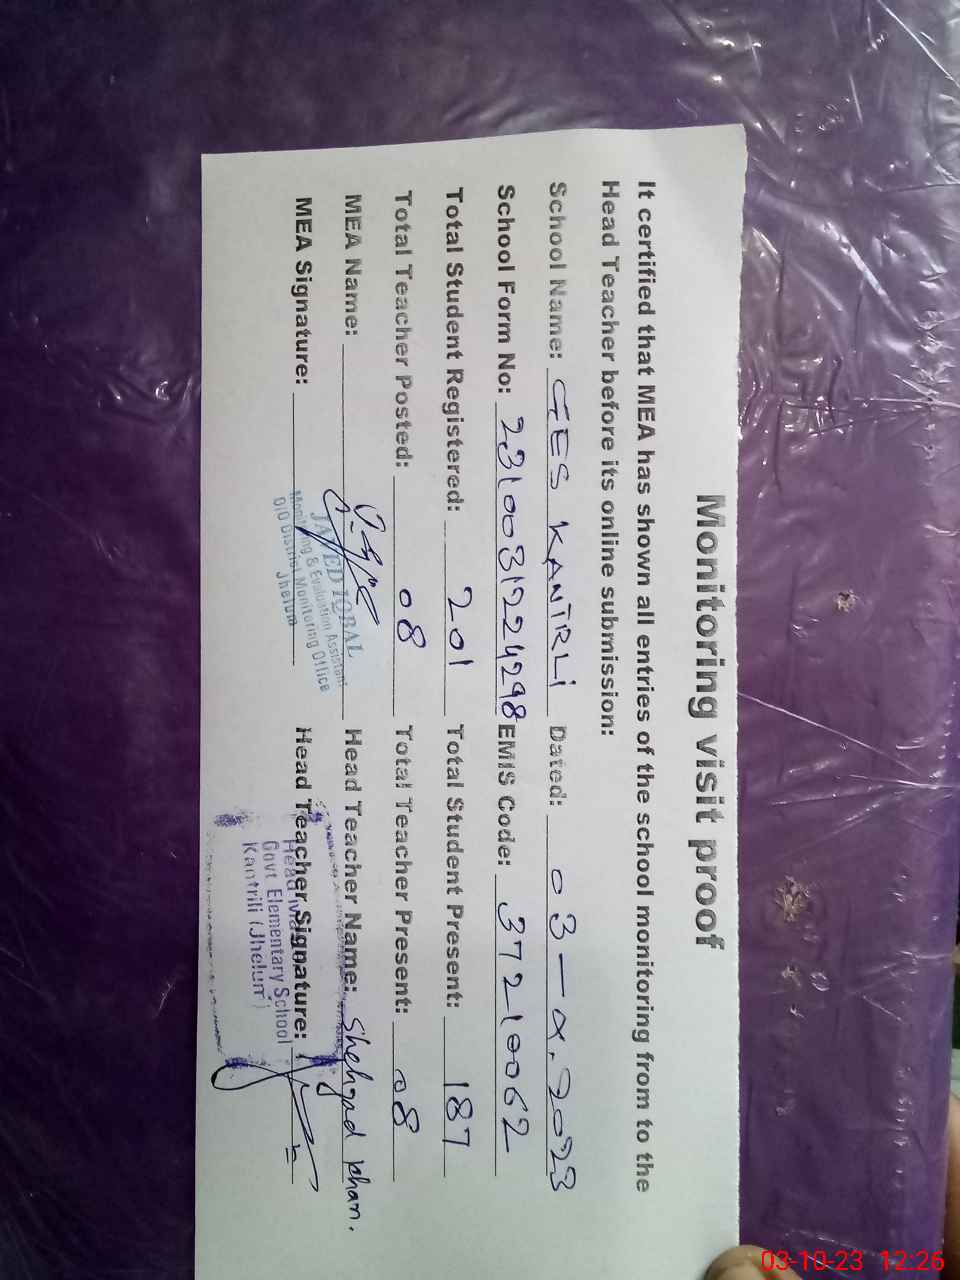 Monitoring visit proof
It certified that MEA has shown all entries of the school monitoring from to the
Head Teacher before its online submission:
School Name: GES KANTRLi Dated: 03-X.2023
School Form No: 2310031224298 EMIS Code: 37210062
Total Student Registered: 201 Total Student Present: 187
Total Teacher Posted: 08 Total Teacher Present: 08
MEA Name: Head Teacher Name: Shehzad khan.
JAVED IQBAL
Monitoring & Evaluation Assistant
O/O District Monitoring Office
Jhelum
MEA Signature: Head Teacher Signature:
Govt Elementary School
Kantrili (Jhelum)
03-10-23 12:26